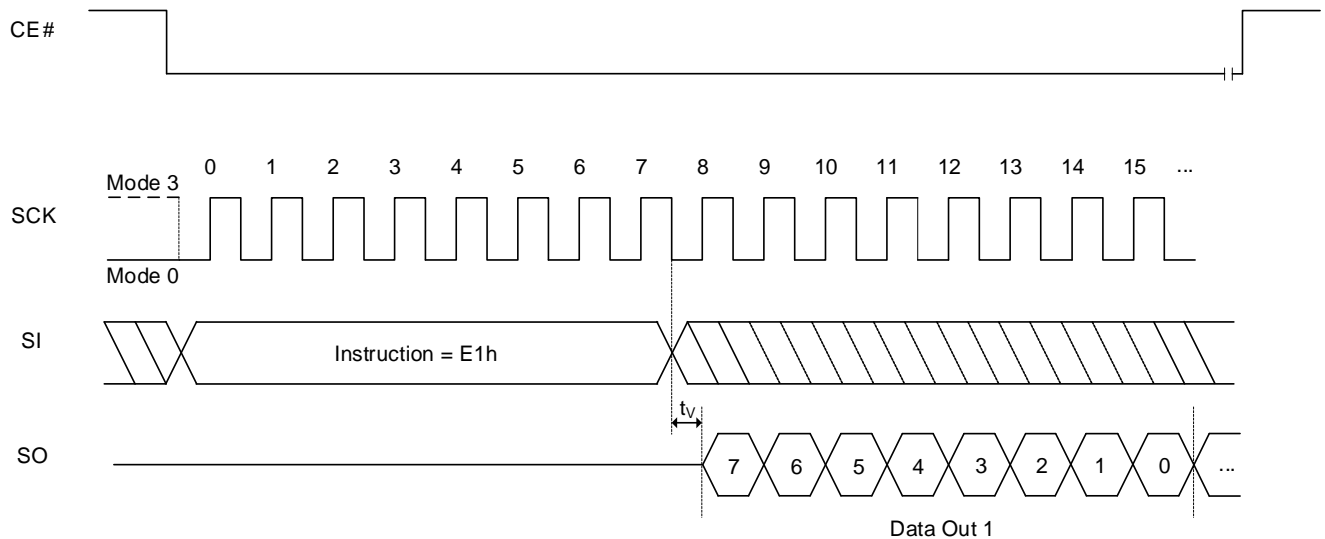 CE#
0 1 2 3 4 5 6 7 8 9 10 11 12 13 14 15 ...
Mode 3
SCK
Mode 0
SI
Instruction = E1h
tV
SO
7 6 5 4 3 2 1 0 ...
Data Out 1